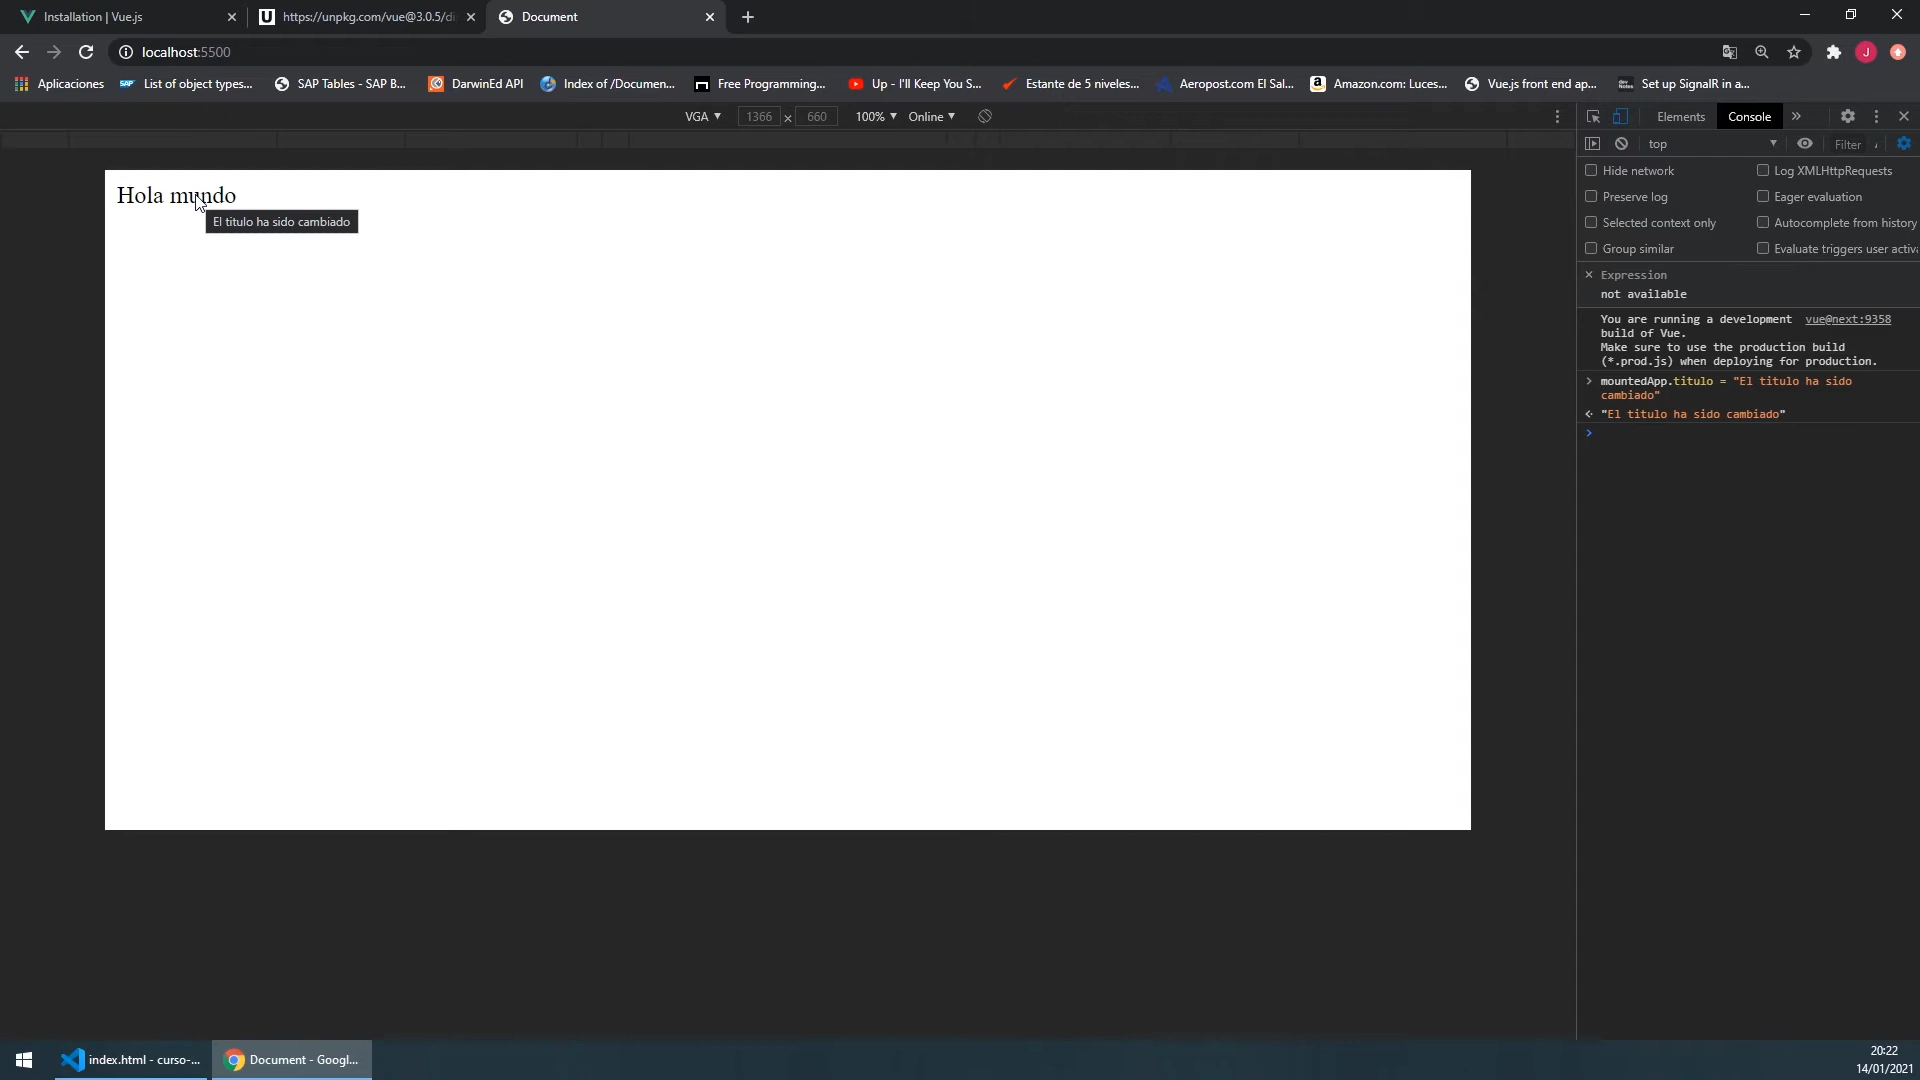 Installation | Vue.js
https://unpkg.com/vue@3.0.5/di
Document
localhost:5500
Aplicaciones
List of object types...
SAP Tables - SAP B...
DarwinEd API
Index of /Documen...
Free Programming...
Up - I'll Keep You S...
Estante de 5 niveles...
Aeropost.com El Sal...
Amazon.com: Luces...
Vue.js front end ap...
Set up SignalR in a...
VGA 1366 x 660 100% Online
Elements Console
top
Filter
Hide network
Log XMLHttpRequests
Preserve log
Eager evaluation
Selected context only
Autocomplete from history
Group similar
Evaluate triggers user activ
Expression
not available
You are running a development vue@next:9358
build of Vue.
Make sure to use the production build
(*.prod.js) when deploying for production.
mountedApp.titulo = "El titulo ha sido
cambiado"
"El titulo ha sido cambiado"
Hola mundo
El titulo ha sido cambiado
index.html - curso-...
Document - Googl...
20:22
14/01/2021